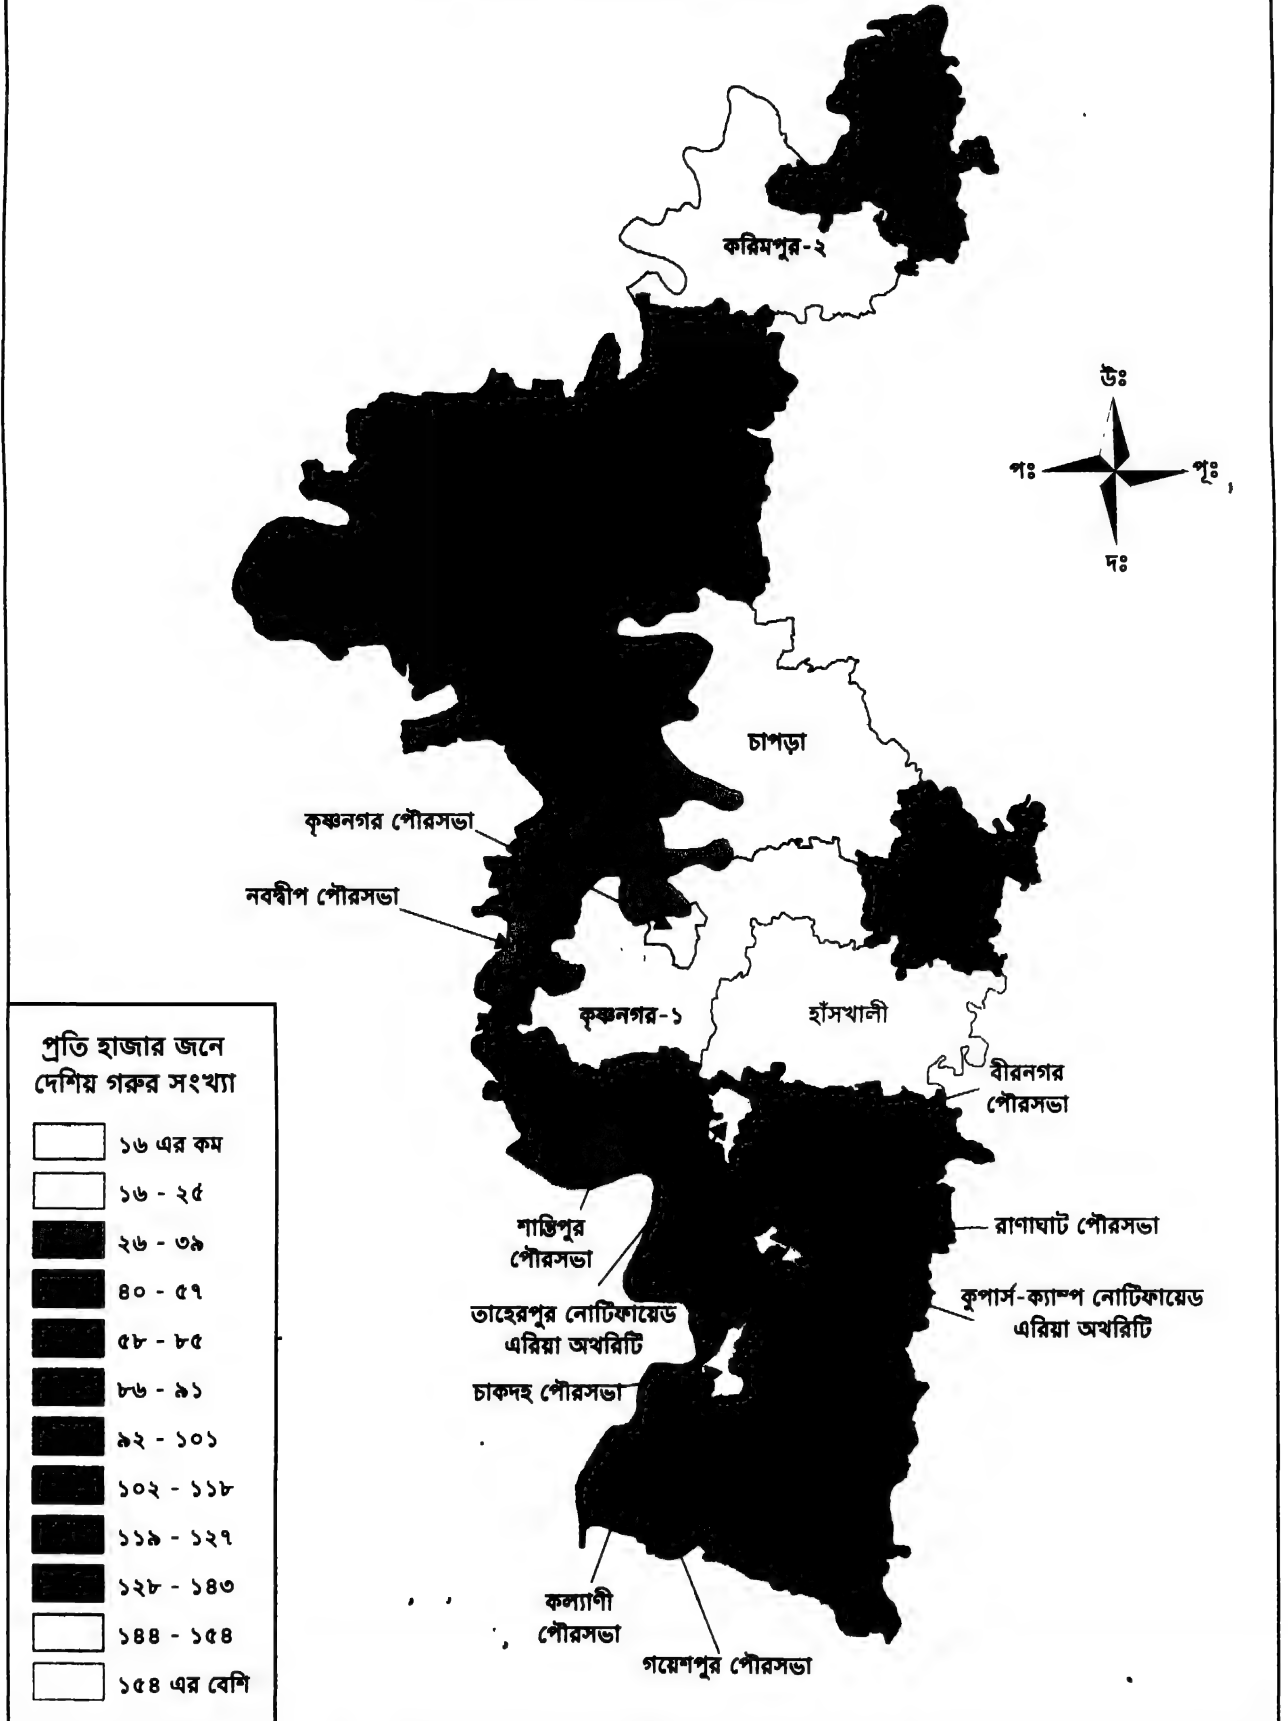 করিমপুর-২
উঃ
পঃ
পূঃ
দঃ
চাপড়া
কৃষ্ণনগর পৌরসভা
নবদ্বীপ পৌরসভা
কৃষ্ণনগর-১
হাঁসখালী
বীরনগর
পৌরসভা
শান্তিপুর
পৌরসভা
রাণাঘাট পৌরসভা
তাহেরপুর নোটিফায়েড
এরিয়া অথরিটি
কুপার্স-ক্যাম্প নোটিফায়েড
এরিয়া অথরিটি
চাকদহ পৌরসভা
কল্যাণী
পৌরসভা
গয়েশপুর পৌরসভা
প্রতি হাজার জনে
দেশিয় গরুর সংখ্যা
১৬ এর কম
১৬ - ২৫
২৬ - ৩৯
৪০ - ৫৭
৫৮ - ৮৫
৮৬ - ৯১
৯২ - ১০১
১০২ - ১১৮
১১৯ - ১২৭
১২৮ - ১৪৩
১৪৪ - ১৫৪
১৫৪ এর বেশি